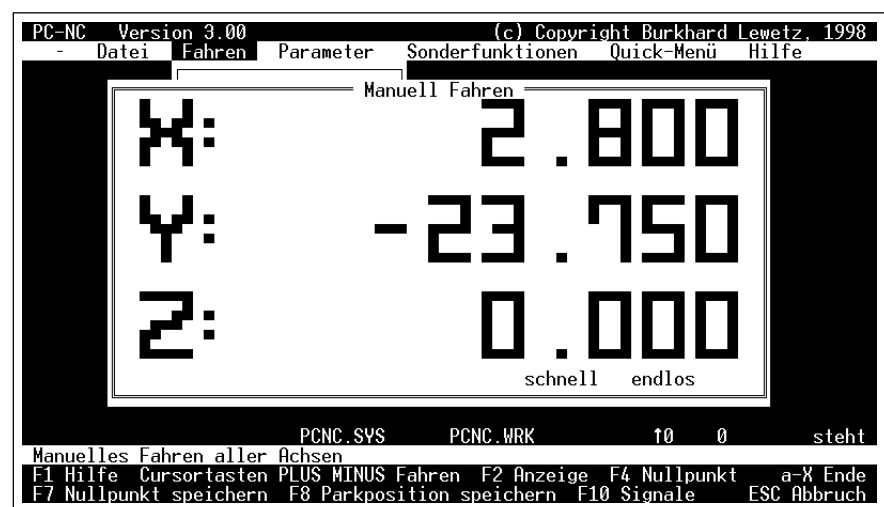 PC-NC Version 3.00 (c) Copyright Burkhard Lewetz, 1998
- Datei Fahren Parameter Sonderfunktionen Quick-Menü Hilfe
Manuell Fahren
X: 2.800
Y: -23.750
Z: 0.000
schnell endlos
PCNC.SYS PCNC.WRK ↑0 0 steht
Manuelles Fahren aller Achsen
F1 Hilfe Cursortasten PLUS MINUS Fahren F2 Anzeige F4 Nullpunkt a-X Ende
F7 Nullpunkt speichern F8 Parkposition speichern F10 Signale ESC Abbruch